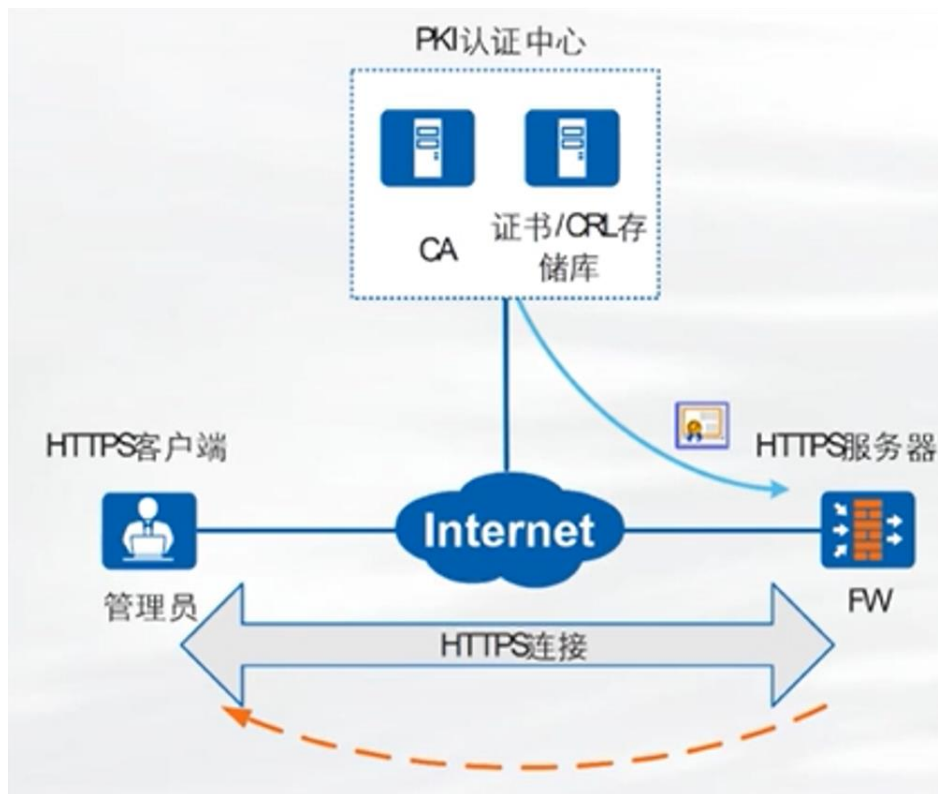 PKI认证中心
CA
证书/CRL存
储库
HTTPS客户端
HTTPS服务器
Internet
管理员
FW
HTTPS连接